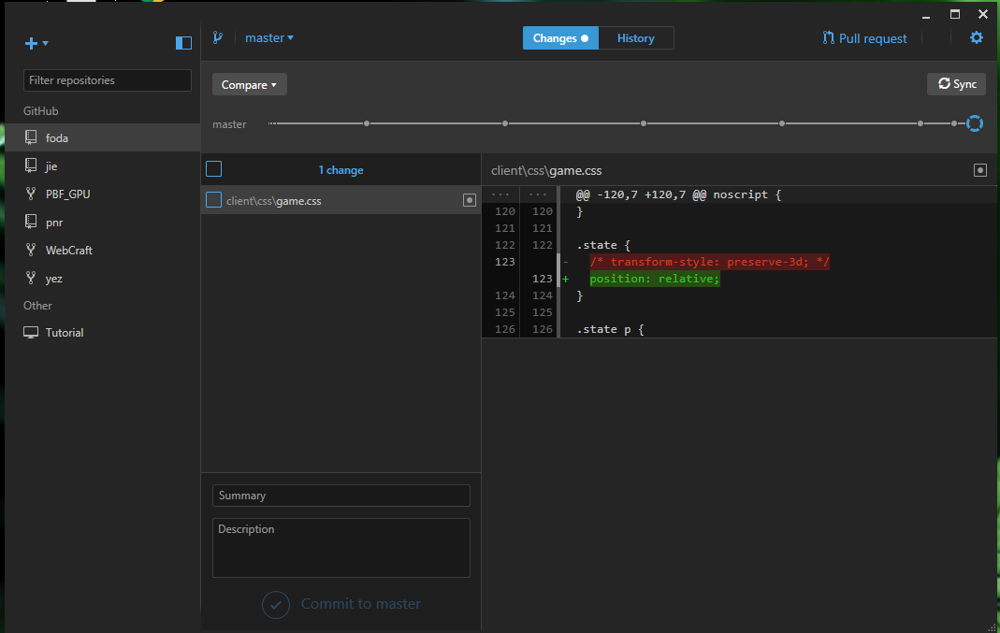 master
Changes
History
Pull request
Filter repositories
Compare
Sync
GitHub
master
foda
jie
PBF_GPU
pnr
WebCraft
yez
Other
Tutorial
1 change
client\css\game.css
client\css\game.css
... ... @@ -120,7 +120,7 @@ noscript {
120 120 }
121 121
122 122 .state {
123 - /* transform-style: preserve-3d; */
123 + position: relative;
124 124 }
125 125
126 126 .state p {
Summary
Description
Commit to master